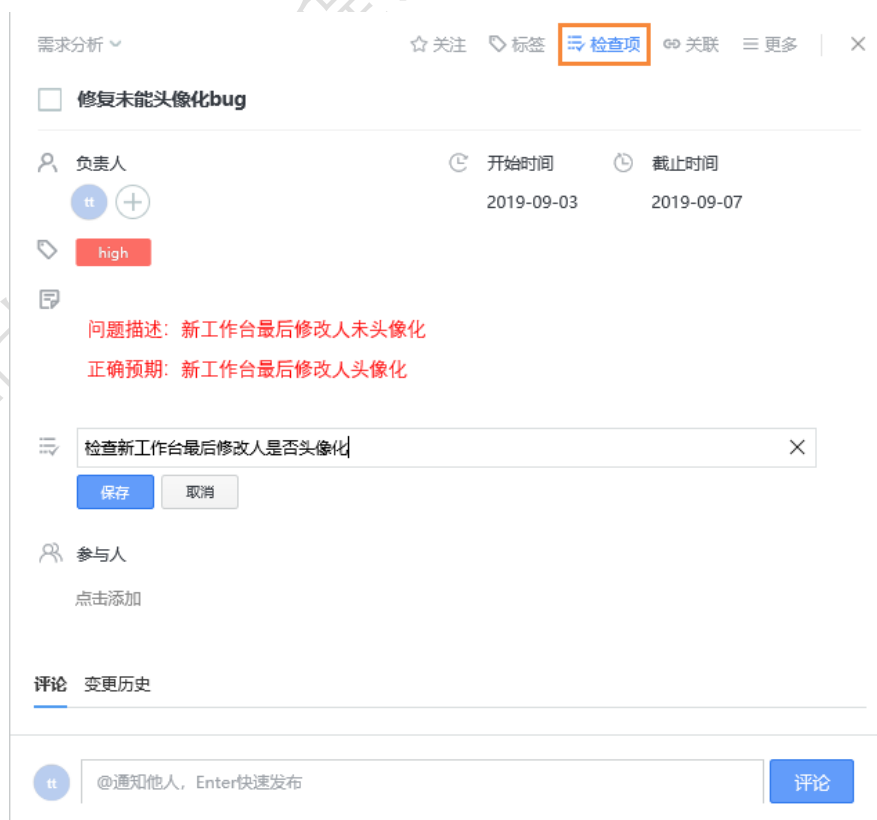 需求分析 关注 标签 检查项 关联 更多
修复未能头像化bug
负责人 开始时间 截止时间
tt 2019-09-03 2019-09-07
high
问题描述：新工作台最后修改人未头像化
正确预期：新工作台最后修改人头像化
检查新工作台最后修改人是否头像化
保存 取消
参与人
点击添加
评论 变更历史
tt @通知他人，Enter快速发布 评论